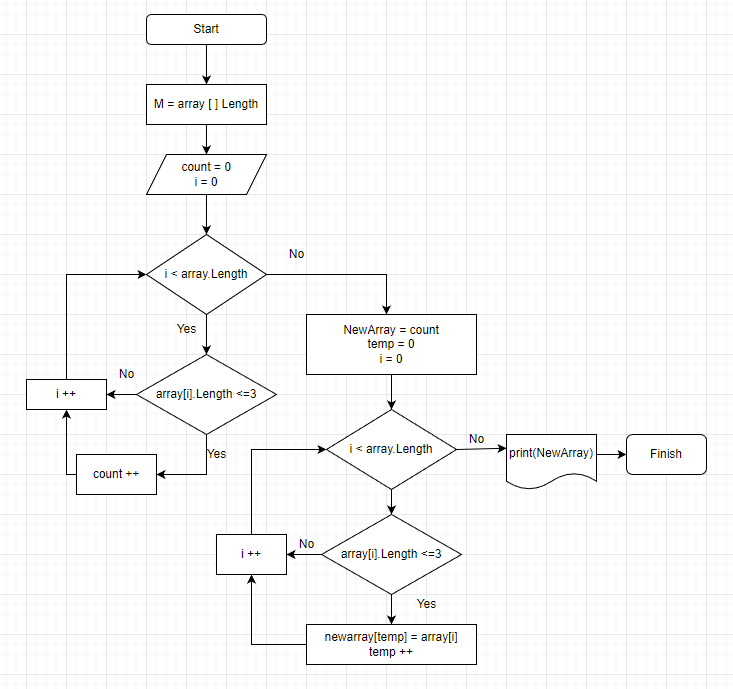 Start
M = array [ ] Length
count = 0
i = 0
i < array.Length
No
Yes
array[i].Length <=3
No
i ++
Yes
count ++
NewArray = count
temp = 0
i = 0
i < array.Length
No
print(NewArray)
Finish
array[i].Length <=3
No
i ++
Yes
newarray[temp] = array[i]
temp ++